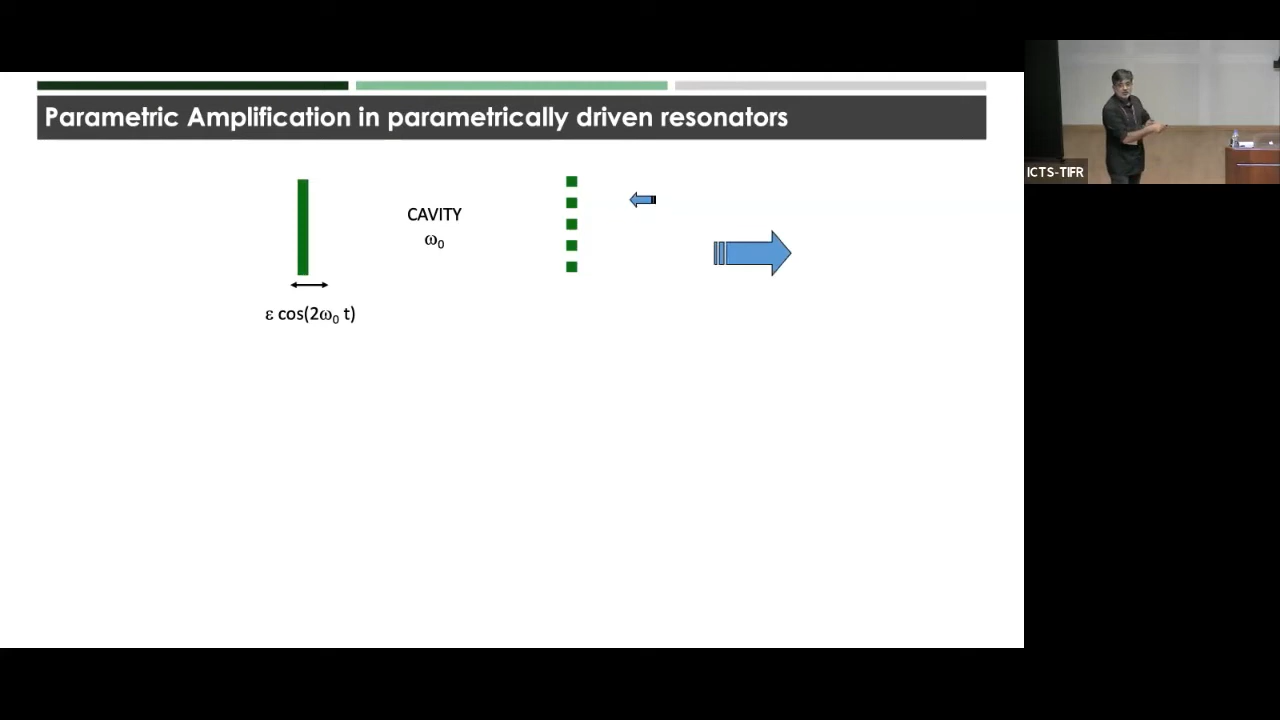 Parametric Amplification in parametrically driven resonators
CAVITY
ω₀
ε cos(2ω₀ t)
ICTS-TIFR